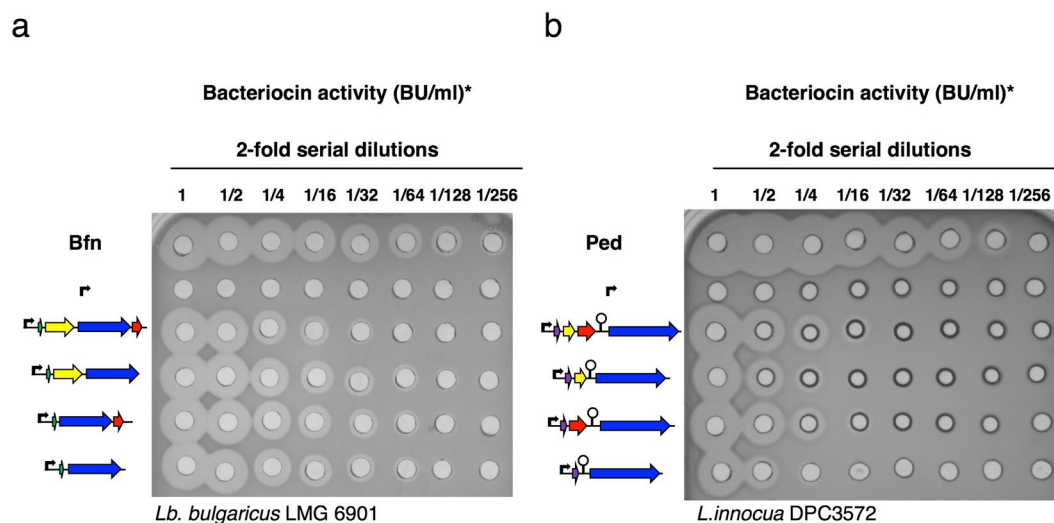 a
Bacteriocin activity (BU/ml)*
2-fold serial dilutions
1 1/2 1/4 1/16 1/32 1/64 1/128 1/256
Bfn
Lb. bulgaricus LMG 6901
b
Bacteriocin activity (BU/ml)*
2-fold serial dilutions
1 1/2 1/4 1/16 1/32 1/64 1/128 1/256
Ped
L.innocua DPC3572